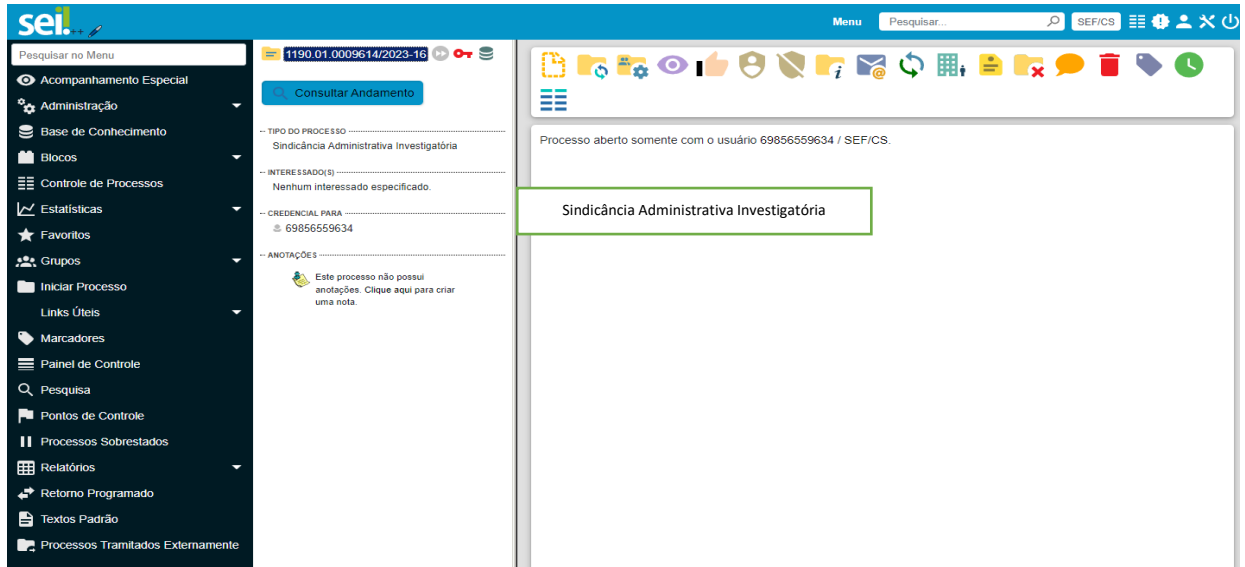 sei!++
Menu
Pesquisar...
SEF/CS
Pesquisar no Menu
Acompanhamento Especial
Administração
Base de Conhecimento
Blocos
Controle de Processos
Estatísticas
Favoritos
Grupos
Iniciar Processo
Links Úteis
Marcadores
Painel de Controle
Pesquisa
Pontos de Controle
Processos Sobrestados
Relatórios
Retorno Programado
Textos Padrão
Processos Tramitados Externamente
1190.01.0009614/2023-16
Consultar Andamento
TIPO DO PROCESSO
Sindicância Administrativa Investigatória
INTERESSADO(S)
Nenhum interessado especificado.
CREDENCIAL PARA
69856559634
ANOTAÇÕES
Este processo não possui
anotações. Clique aqui para criar
uma nota.
Processo aberto somente com o usuário 69856559634 / SEF/CS.
Sindicância Administrativa Investigatória